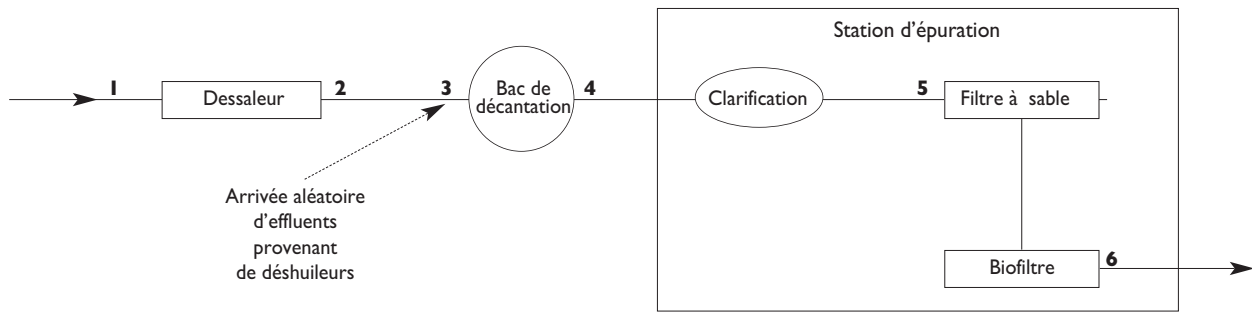 Station d'épuration
1
Dessaleur
2
3
Bac de
décantation
4
Clarification
5
Filtre à sable
Arrivée aléatoire
d'effluents
provenant
de déshuileurs
Biofiltre
6